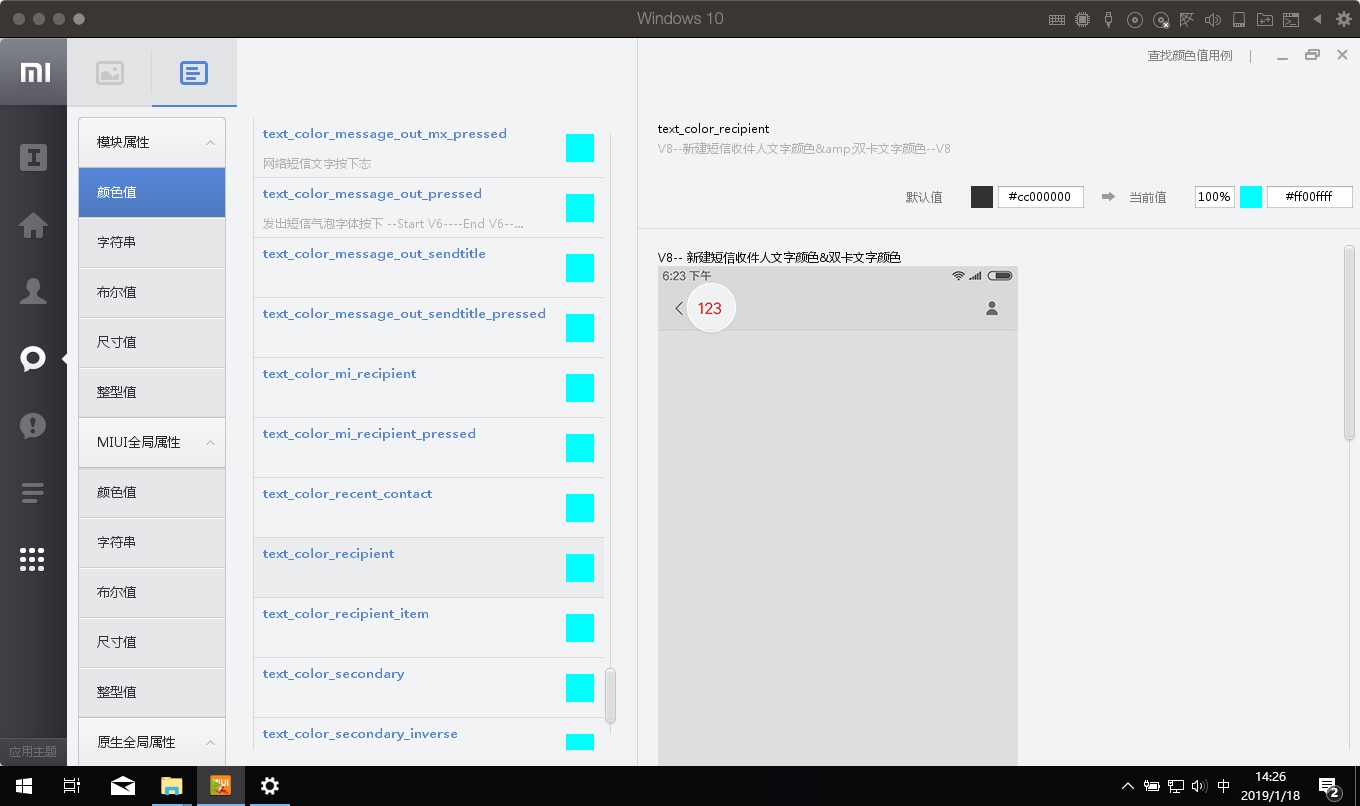 Windows 10
查找颜色值用例
模块属性
颜色值
字符串
布尔值
尺寸值
整型值
MIUI全局属性
颜色值
字符串
布尔值
尺寸值
整型值
原生全局属性
应用主题
text_color_message_out_mx_pressed
网络短信文字按下态
text_color_message_out_pressed
发出短信气泡字体按下 --Start V6----End V6--...
text_color_message_out_sendtitle
text_color_message_out_sendtitle_pressed
text_color_mi_recipient
text_color_mi_recipient_pressed
text_color_recent_contact
text_color_recipient
text_color_recipient_item
text_color_secondary
text_color_secondary_inverse
text_color_recipient
V8--新建短信收件人文字颜色&amp;双卡文字颜色--V8
默认值 #cc000000 当前值 100% #ff00ffff
V8-- 新建短信收件人文字颜色&双卡文字颜色
6:23 下午
123
中
14:26
2019/1/18
2